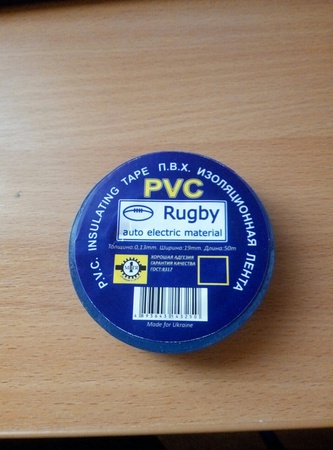 P.V.C. INSULATING TAPE П.В.Х. ИЗОЛЯЦИОННАЯ ЛЕНТА
PVC
Rugby
auto electric material
Толщина:0,13mm. Ширина:19mm. Длина:50m
ХОРОШАЯ АДГЕЗИЯ
ГАРАНТИЯ КАЧЕСТВА
ГОСТ-8317
Made for Ukraine